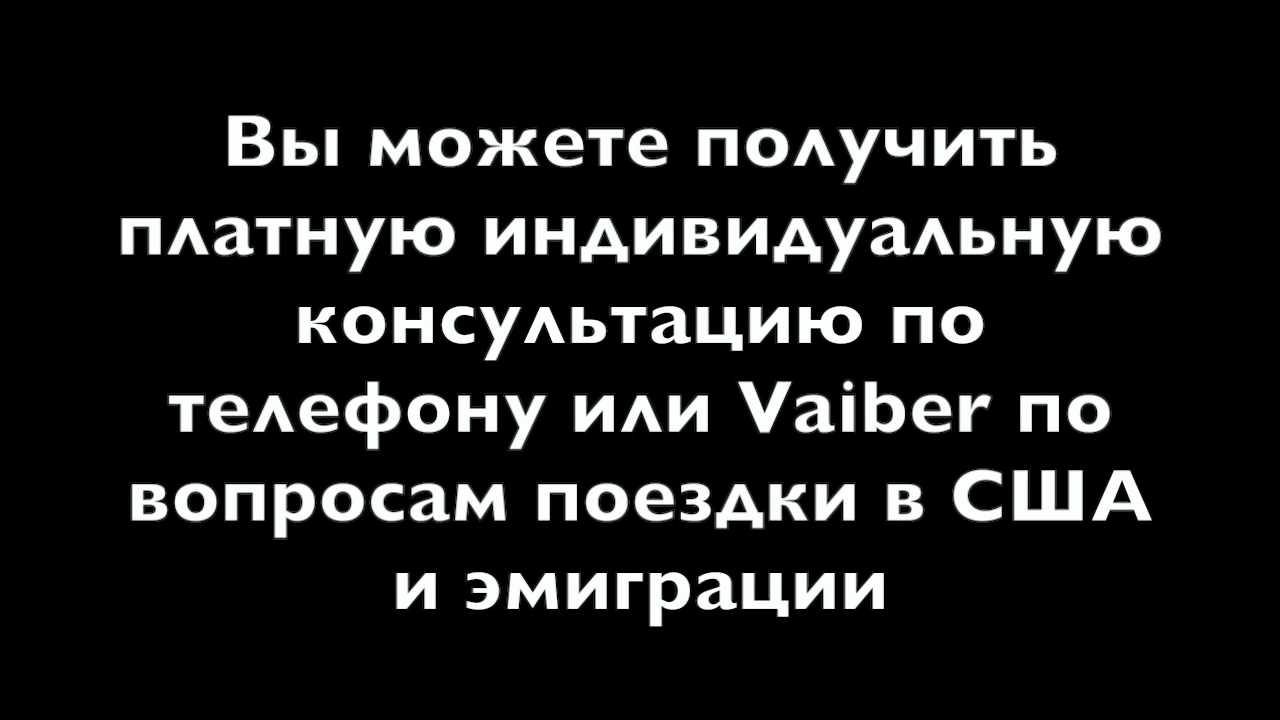 Вы можете получить
платную индивидуальную
консультацию по
телефону или Vaiber по
вопросам поездки в США
и эмиграции